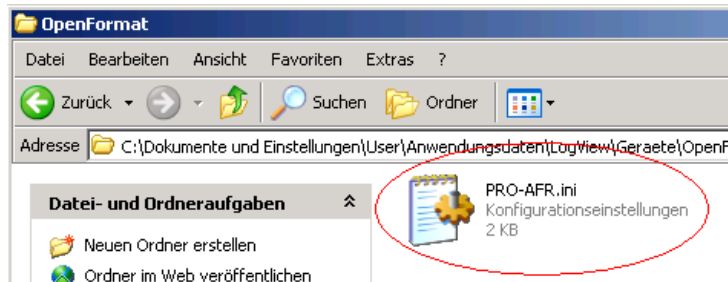 OpenFormat
Datei Bearbeiten Ansicht Favoriten Extras ?
Zurück Suchen Ordner
Adresse C:\Dokumente und Einstellungen\User\Anwendungsdaten\LogView\Geraete\OpenF
Datei- und Ordneraufgaben
Neuen Ordner erstellen
Ordner im Web veröffentlichen
PRO-AFR.ini
Konfigurationseinstellungen
2 KB